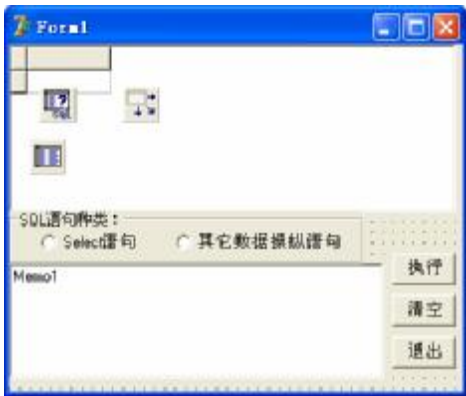 Form1
SQL
SQL语句种类：
Select语句 其它数据操纵语句
Memo1
执行
清空
退出